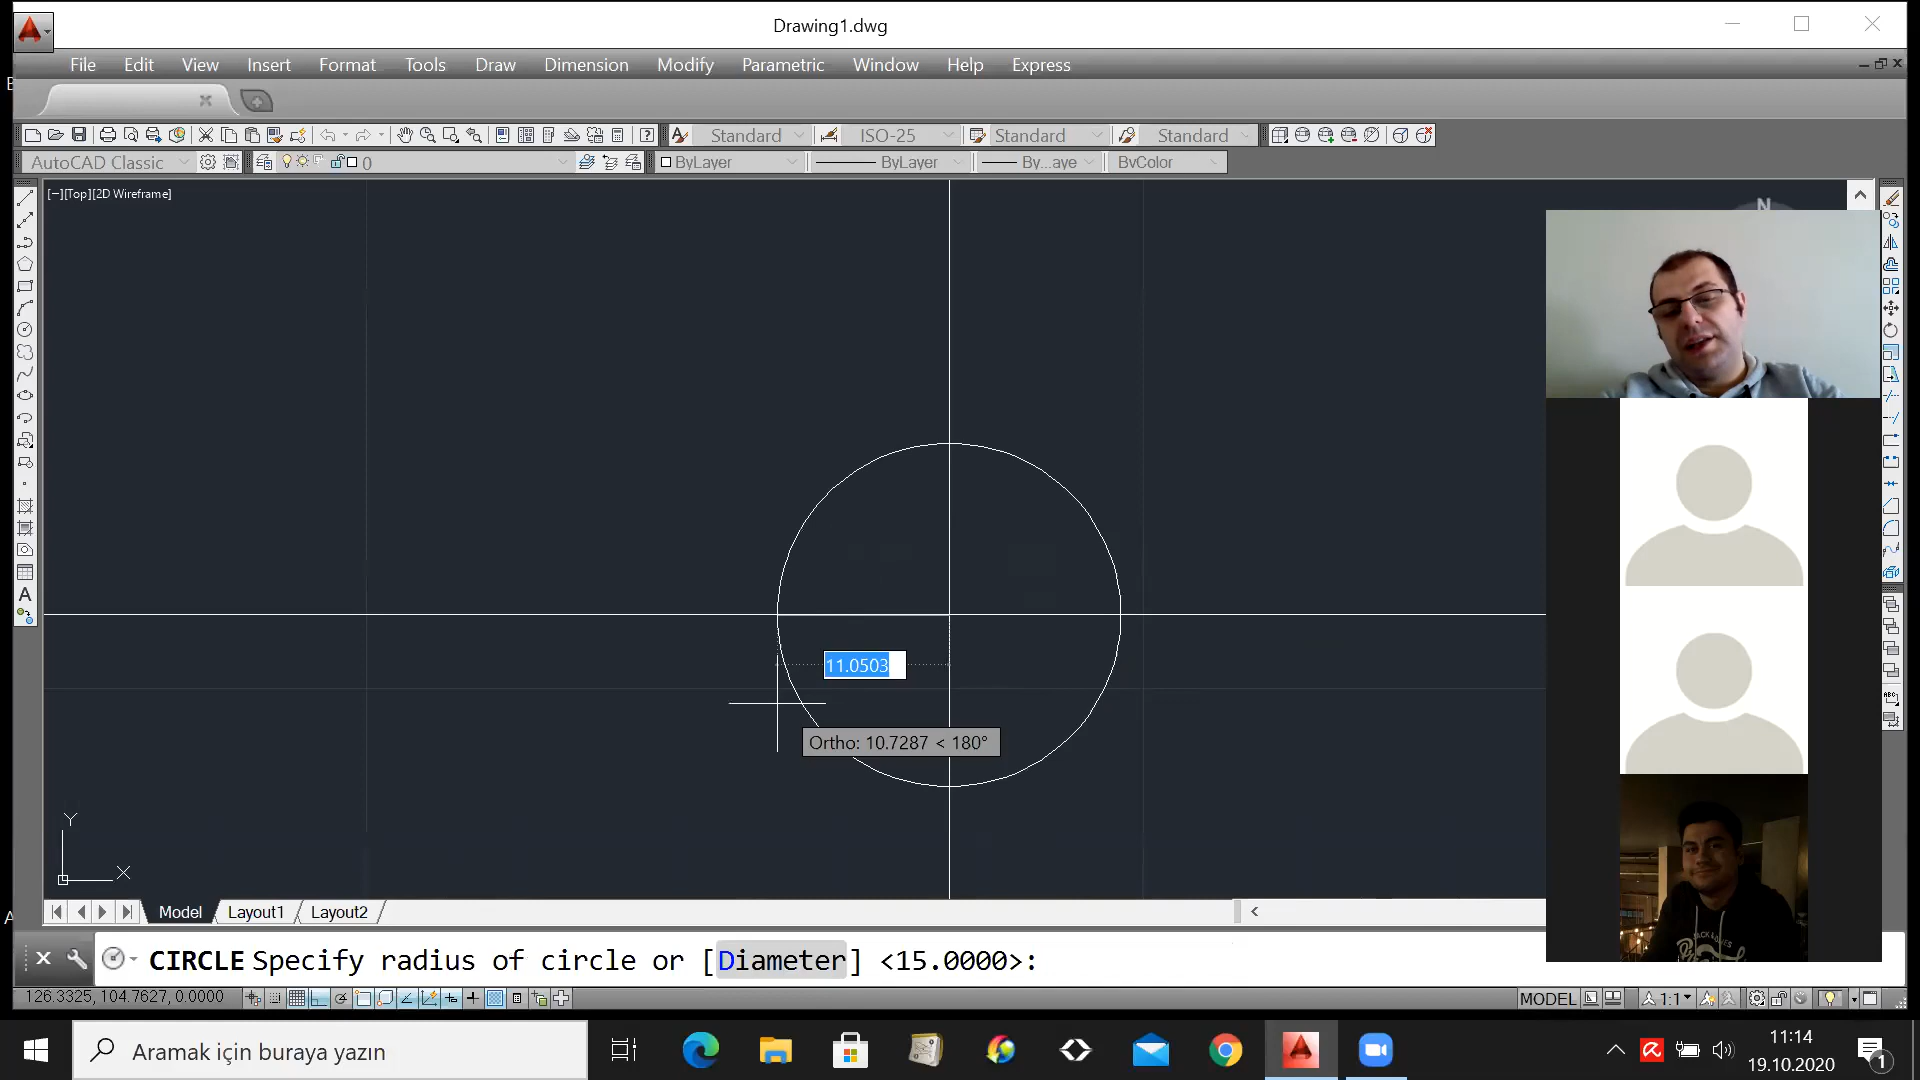 Drawing1.dwg
File Edit View Insert Format Tools Draw Dimension Modify Parametric Window Help Express
Standard ISO-25 Standard Standard
AutoCAD Classic 0 ByLayer ByLayer By...aye ByColor
[−][Top][2D Wireframe]
N
11.0503
Ortho: 10.7287 < 180°
Y
X
Model Layout1 Layout2
CIRCLE Specify radius of circle or [Diameter] <15.0000>:
126.3325, 104.7627, 0.0000 MODEL 1:1
Aramak için buraya yazın
11:14
19.10.2020
1